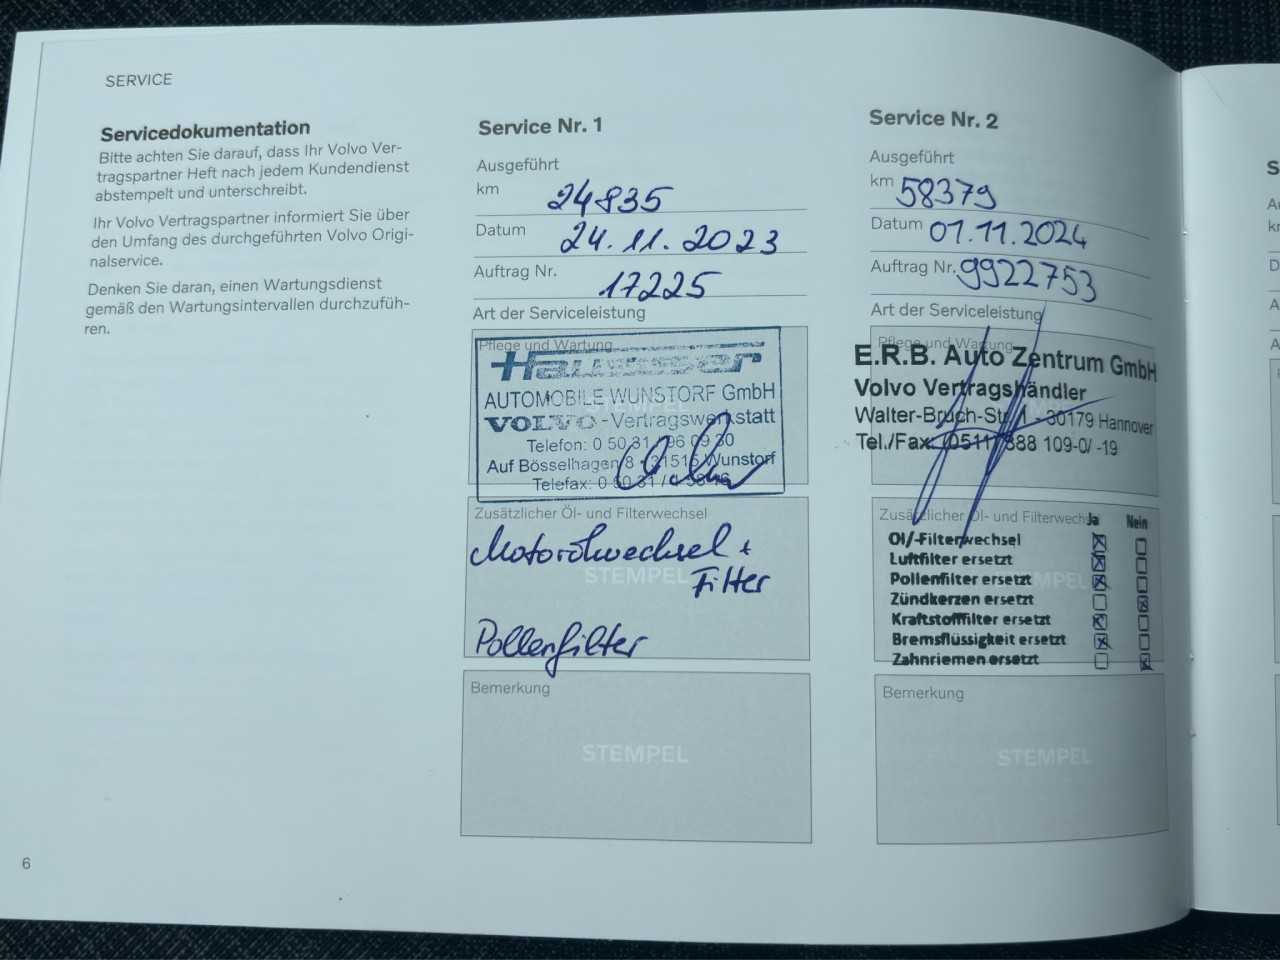 SERVICE
Servicedokumentation
Bitte achten Sie darauf, dass Ihr Volvo Ver-
tragspartner Heft nach jedem Kundendienst
abstempelt und unterschreibt.
Ihr Volvo Vertragspartner informiert Sie über
den Umfang des durchgeführten Volvo Origi-
nalservice.
Denken Sie daran, einen Wartungsdienst
gemäß den Wartungsintervallen durchzufüh-
ren.
6
Service Nr. 1
Ausgeführt
km 24835
Datum 24.11.2023
Auftrag Nr. 17225
Art der Serviceleistung
Pflege und Wartung
AUTOMOBILE WUNSTORF GmbH
VOLVO-Vertragswerkstatt
Telefon: 0 50 31
Auf Bösselhagen 8 - 31515 Wunstorf
Telefax: 0 50 31 /
Zusätzlicher Öl- und Filterwechsel
Motorölwechsel +
Filter
STEMPEL
Pollenfilter
Bemerkung
STEMPEL
Service Nr. 2
Ausgeführt
km 58379
Datum 01.11.2024
Auftrag Nr. 9922753
Art der Serviceleistung
Pflege und Wartung
E.R.B. Auto Zentrum GmbH
Volvo Vertragshändler
Walter-Bruch-Str. 1 - 30179 Hannover
Tel./Fax. (0511) 888 109-0/ -19
Zusätzlicher Öl- und Filterwechsel
Ja Nein
Öl/-Filterwechsel
Luftfilter ersetzt
Pollenfilter ersetzt
Zündkerzen ersetzt
Kraftstofffilter ersetzt
Bremsflüssigkeit ersetzt
Zahnriemen ersetzt
Bemerkung
STEMPEL